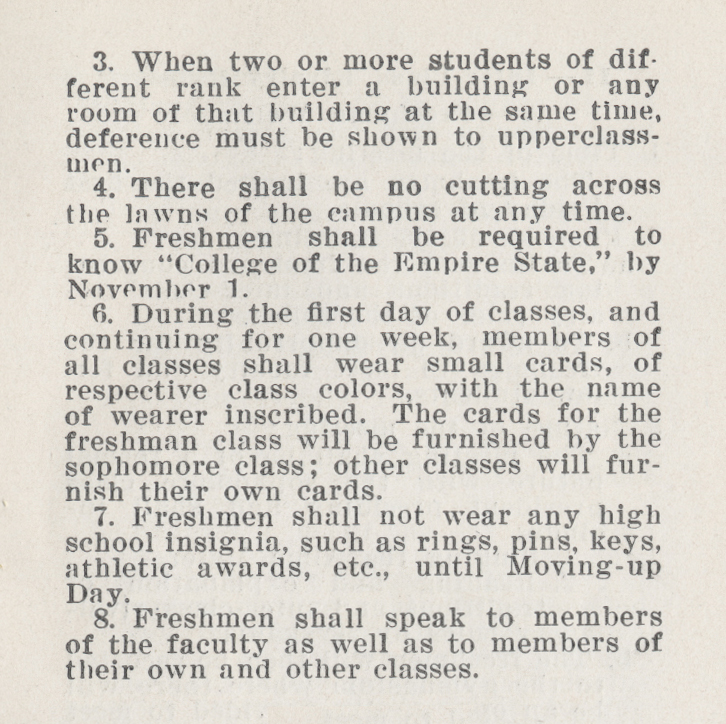 3. When two or more students of dif-
ferent rank enter a building or any
room of that building at the same time,
deference must be shown to upperclass-
men.
4. There shall be no cutting across
the lawns of the campus at any time.
5. Freshmen shall be required to
know “College of the Empire State,” by
November 1.
6. During the first day of classes, and
continuing for one week, members of
all classes shall wear small cards, of
respective class colors, with the name
of wearer inscribed. The cards for the
freshman class will be furnished by the
sophomore class; other classes will fur-
nish their own cards.
7. Freshmen shall not wear any high
school insignia, such as rings, pins, keys,
athletic awards, etc., until Moving-up
Day.
8. Freshmen shall speak to members
of the faculty as well as to members of
their own and other classes.